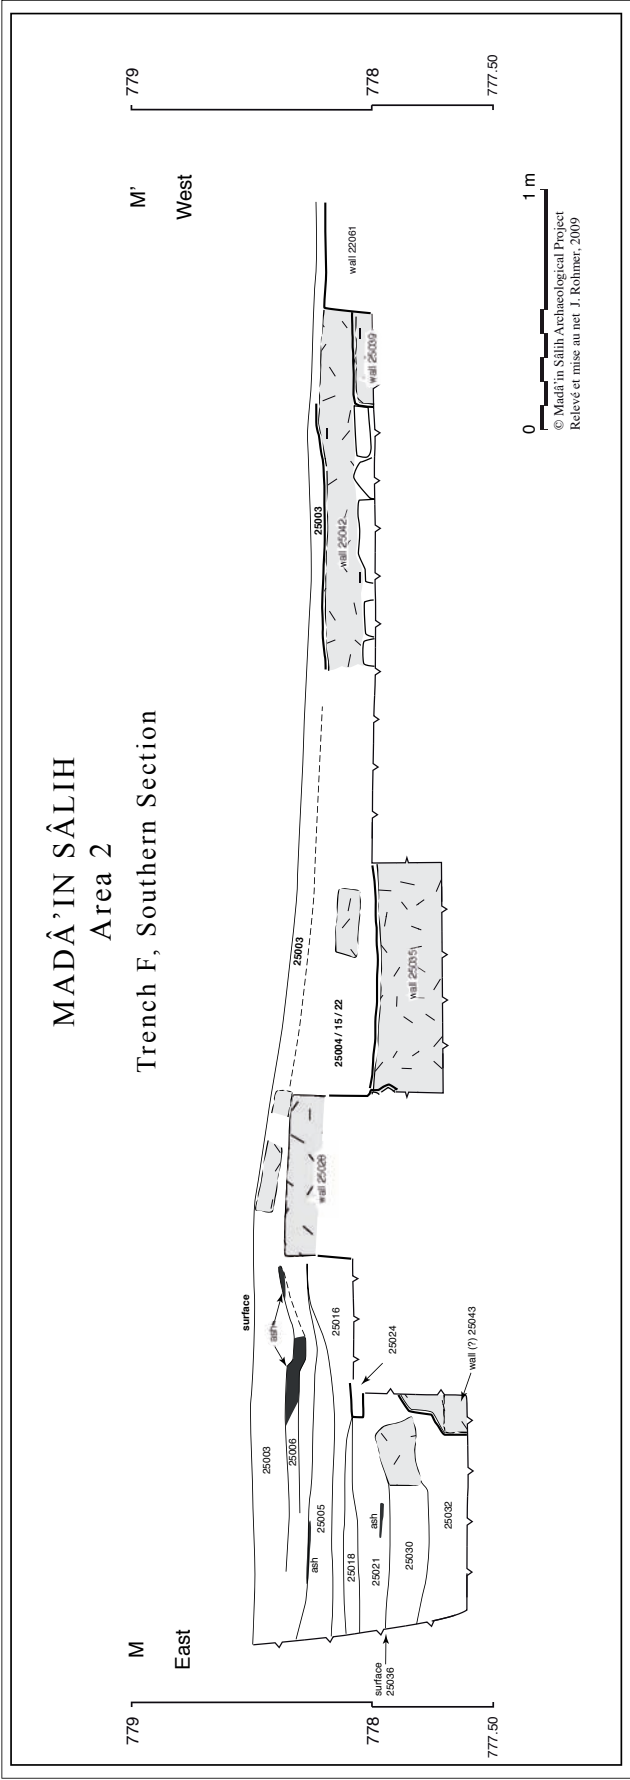 MADÂ'IN SÂLIH
Area 2
Trench F, Southern Section
M
East
M'
West
779
778
777.50
779
778
777.50
surface
25003
ash
25006
25005
ash
25016
25018
25024
25021
ash
surface
25036
25030
25032
wall (?) 25043
wall 25028
25003
25004 / 15 / 22
wall 25035
25003
wall 25042
wall 25039
wall 22061
0
1 m
© Madâ'in Sâlih Archaeological Project
Relevé et mise au net J. Rohmer, 2009